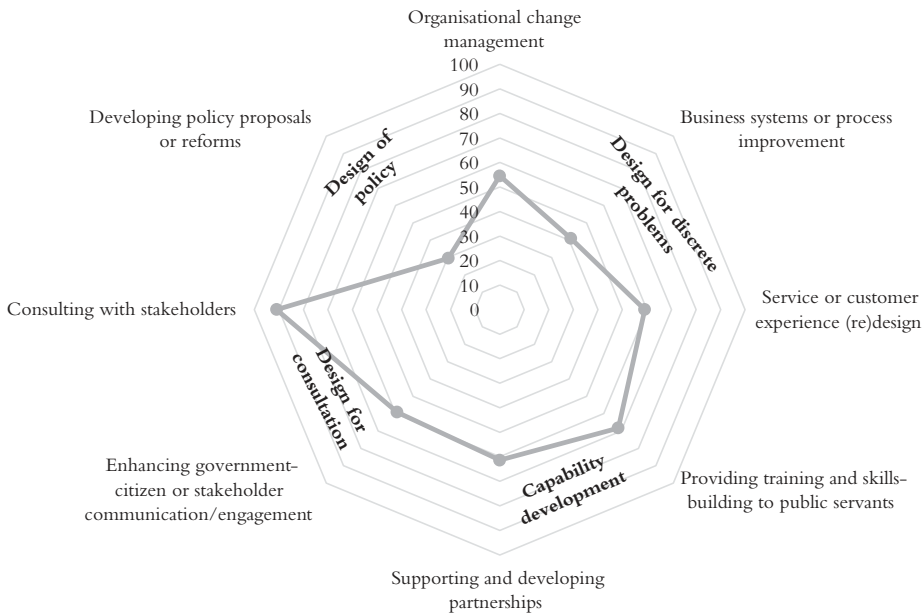 Organisational change
management
100
90
80
70
60
50
40
30
20
10
0
Business systems or process
improvement
Design for discrete
problems
Service or customer
experience (re)design
Providing training and skills-
building to public servants
Capability
development
Supporting and developing
partnerships
Enhancing government-
citizen or stakeholder
communication/engagement
Design for
consultation
Consulting with stakeholders
Developing policy proposals
or reforms
Design of
policy